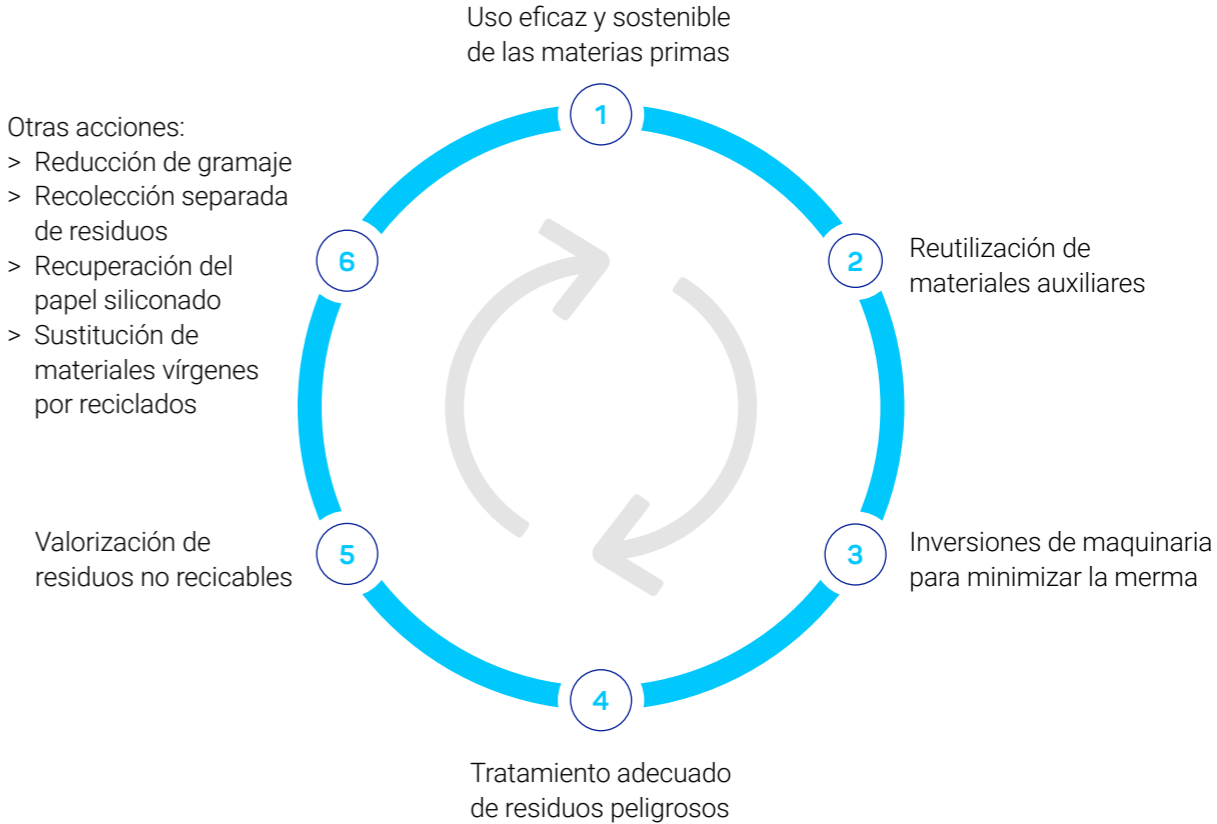 Uso eficaz y sostenible
de las materias primas
1
2
Reutilización de
materiales auxiliares
3
Inversiones de maquinaria
para minimizar la merma
4
Tratamiento adecuado
de residuos peligrosos
5
Valorización de
residuos no recicables
6
Otras acciones:
> Reducción de gramaje
> Recolección separada
de residuos
> Recuperación del
papel siliconado
> Sustitución de
materiales vírgenes
por reciclados